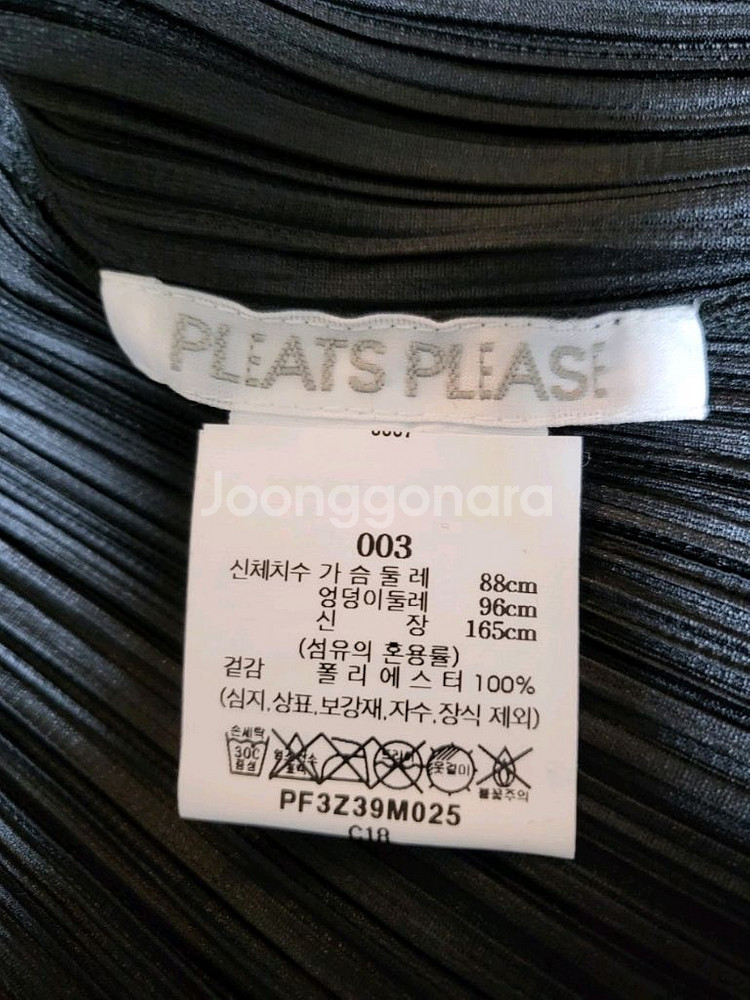 PLEATS PLEASE
Joonggonara
003
신체치수 가 슴 둘 레 88cm
엉덩이둘레 96cm
신 장 165cm
(섬유의 혼용률)
겉감 폴 리 에 스 터 100%
(심지,상표,보강재,자수,장식 제외)
손세탁
30C
중성
옷걸이
불꽃주의
PF3Z39M025
C18